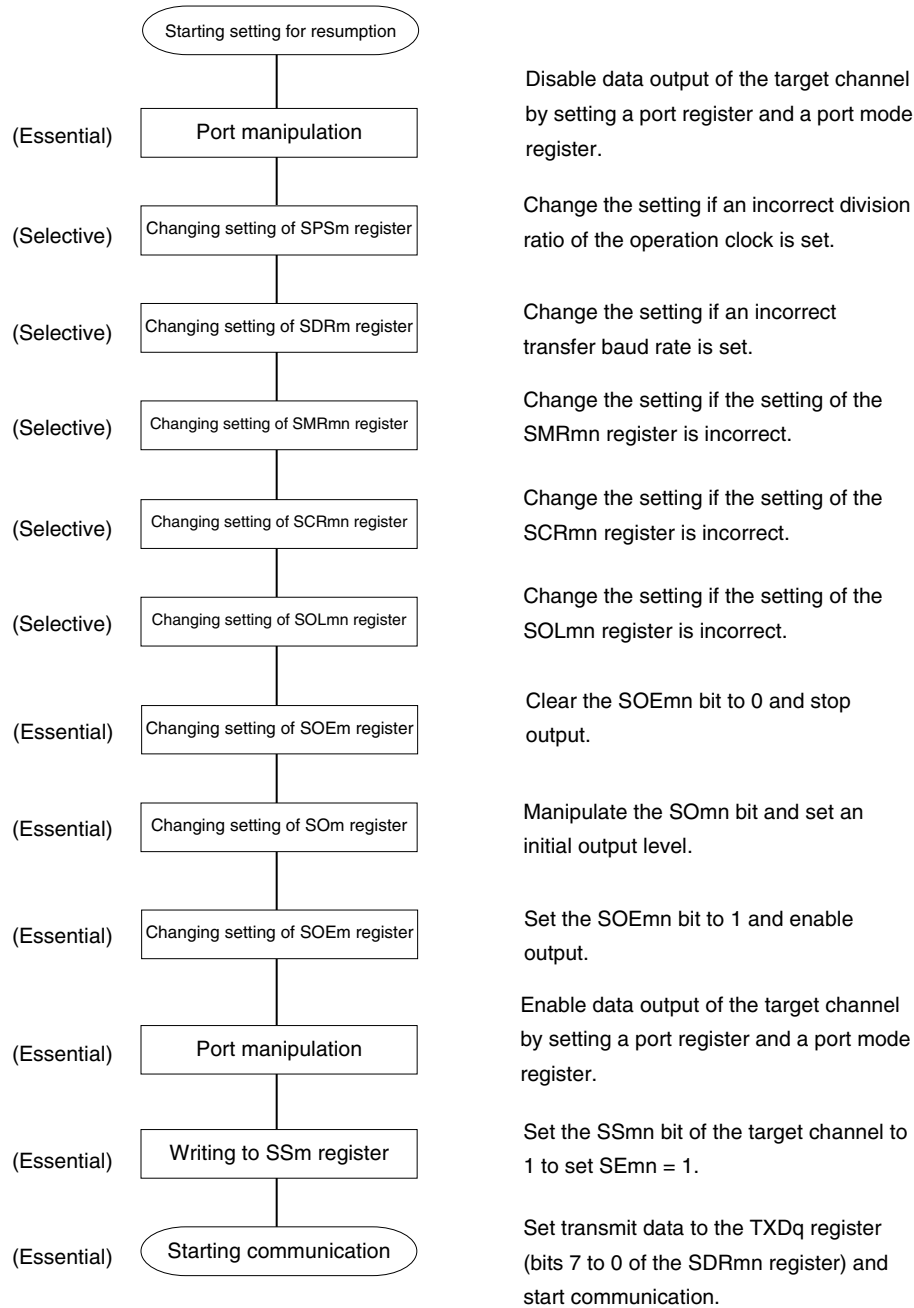 Starting setting for resumption
(Essential)
Port manipulation
Disable data output of the target channel
by setting a port register and a port mode
register.
(Selective)
Changing setting of SPSm register
Change the setting if an incorrect division
ratio of the operation clock is set.
(Selective)
Changing setting of SDRm register
Change the setting if an incorrect
transfer baud rate is set.
(Selective)
Changing setting of SMRmn register
Change the setting if the setting of the
SMRmn register is incorrect.
(Selective)
Changing setting of SCRmn register
Change the setting if the setting of the
SCRmn register is incorrect.
(Selective)
Changing setting of SOLmn register
Change the setting if the setting of the
SOLmn register is incorrect.
(Essential)
Changing setting of SOEm register
Clear the SOEmn bit to 0 and stop
output.
(Essential)
Changing setting of SOm register
Manipulate the SOmn bit and set an
initial output level.
(Essential)
Changing setting of SOEm register
Set the SOEmn bit to 1 and enable
output.
(Essential)
Port manipulation
Enable data output of the target channel
by setting a port register and a port mode
register.
(Essential)
Writing to SSm register
Set the SSmn bit of the target channel to
1 to set SEmn = 1.
(Essential)
Starting communication
Set transmit data to the TXDq register
(bits 7 to 0 of the SDRmn register) and
start communication.